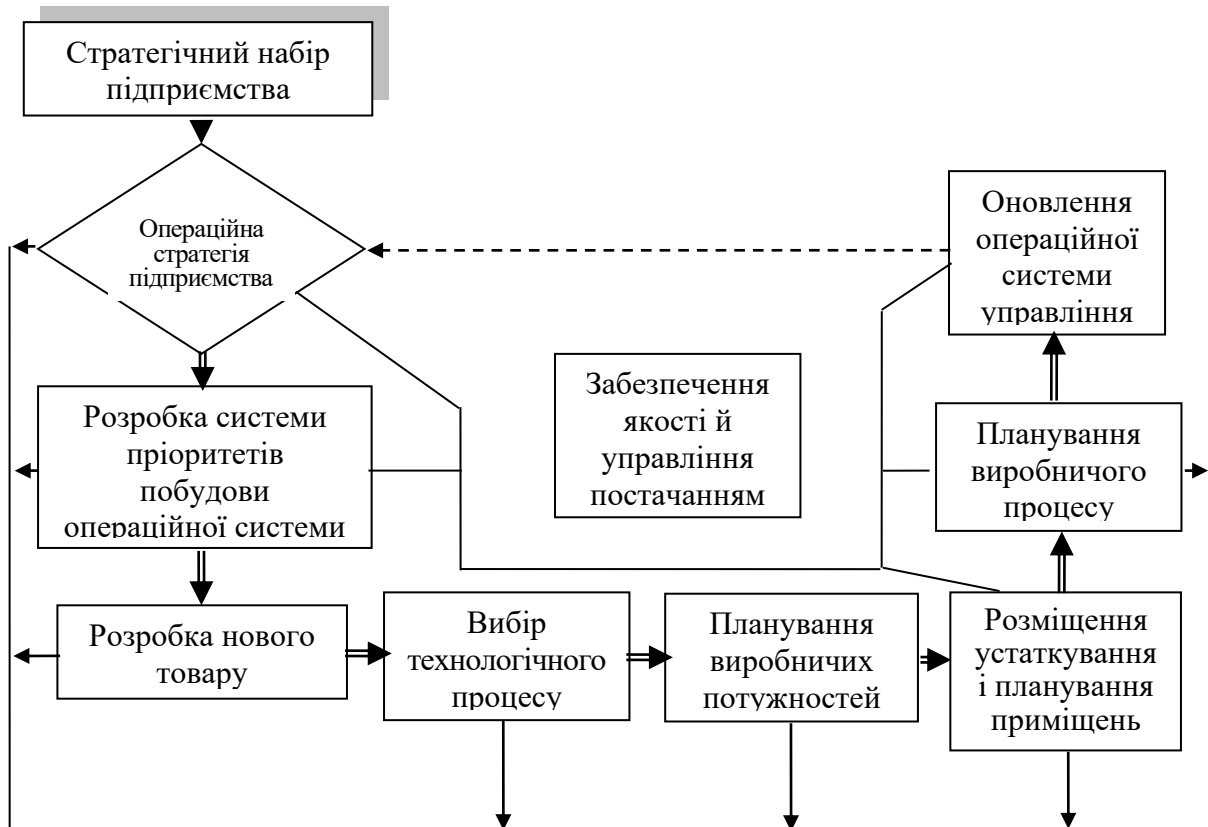 Стратегічний набір
підприємства
Операційна
стратегія
підприємства
Оновлення
операційної
системи
управління
Забезпечення
якості й
управління
постачанням
Розробка системи
пріоритетів
побудови
операційної системи
Планування
виробничого
процесу
Розробка нового
товару
Вибір
технологічного
процесу
Планування
виробничих
потужностей
Розміщення
устаткування
і планування
приміщень